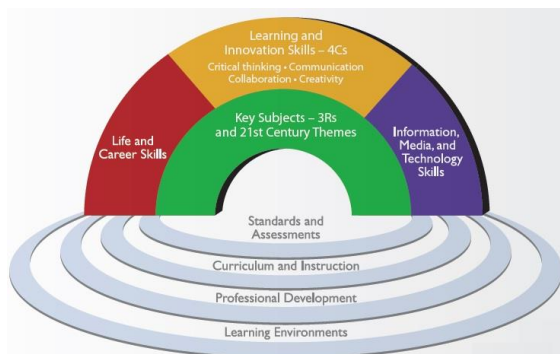 Learning and
Innovation Skills – 4Cs
Critical thinking • Communication
Collaboration • Creativity
Key Subjects – 3Rs
and 21st Century Themes
Life and
Career Skills
Information,
Media, and
Technology
Skills
Standards and
Assessments
Curriculum and Instruction
Professional Development
Learning Environments